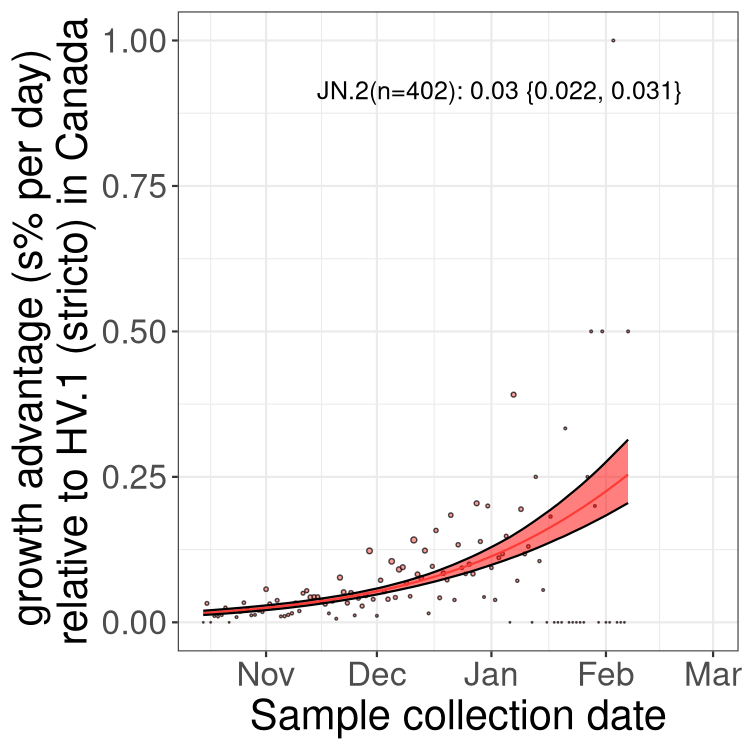 growth advantage (s% per day)
relative to HV.1 (stricto) in Canada
1.00
0.75
0.50
0.25
0.00
JN.2(n=402): 0.03 {0.022, 0.031}
Nov Dec Jan Feb Mar
Sample collection date